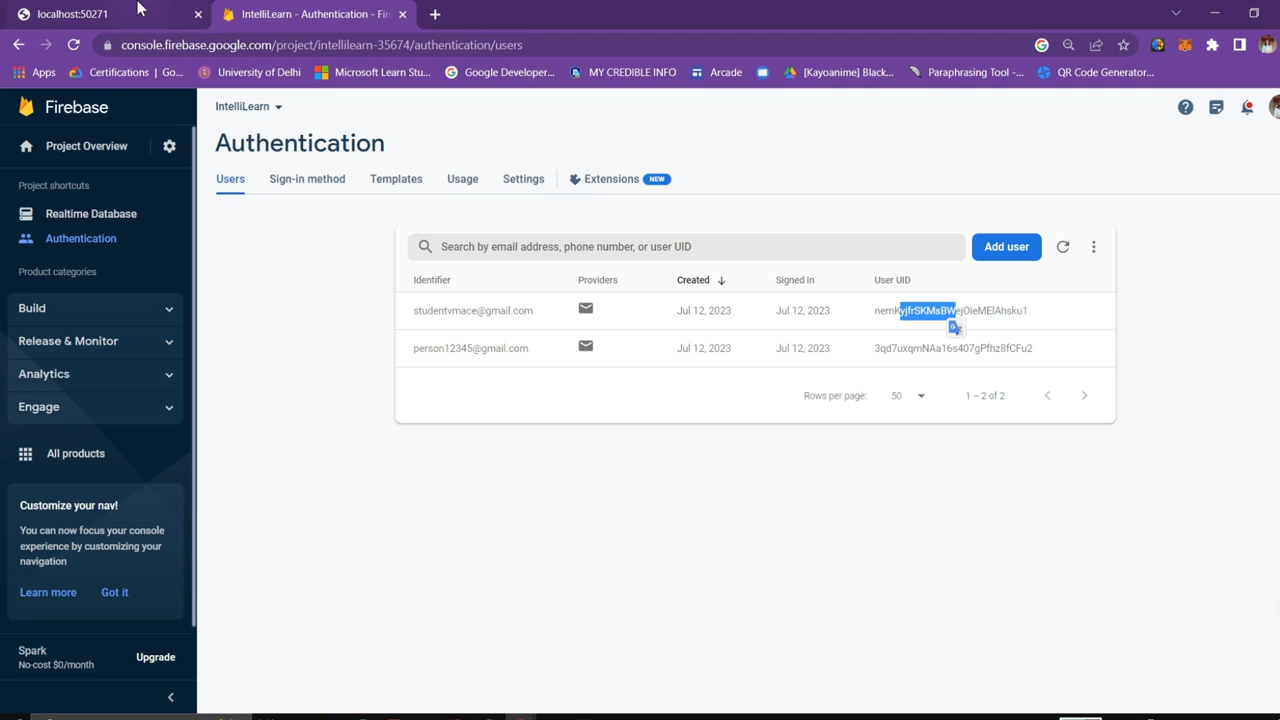 localhost:50271
IntelliLearn - Authentication - Fir
console.firebase.google.com/project/intellilearn-35674/authentication/users
Apps
Certifications | Go...
University of Delhi
Microsoft Learn Stu...
Google Developer...
MY CREDIBLE INFO
Arcade
[Kayoanime] Black...
Paraphrasing Tool -...
QR Code Generator...
Firebase
Project Overview
Project shortcuts
Realtime Database
Authentication
Product categories
Build
Release & Monitor
Analytics
Engage
All products
Customize your nav!
You can now focus your console
experience by customizing your
navigation
Learn more Got it
Spark
No-cost $0/month
Upgrade
IntelliLearn
Authentication
Users Sign-in method Templates Usage Settings Extensions NEW
Search by email address, phone number, or user UID
Add user
Identifier Providers Created Signed In User UID
studentvmace@gmail.com Jul 12, 2023 Jul 12, 2023 nemKyjfrSKMsBWejOieMElAhsku1
person12345@gmail.com Jul 12, 2023 Jul 12, 2023 3qd7uxqmNAa16s407gPfhz8fCFu2
Rows per page: 50 1 – 2 of 2